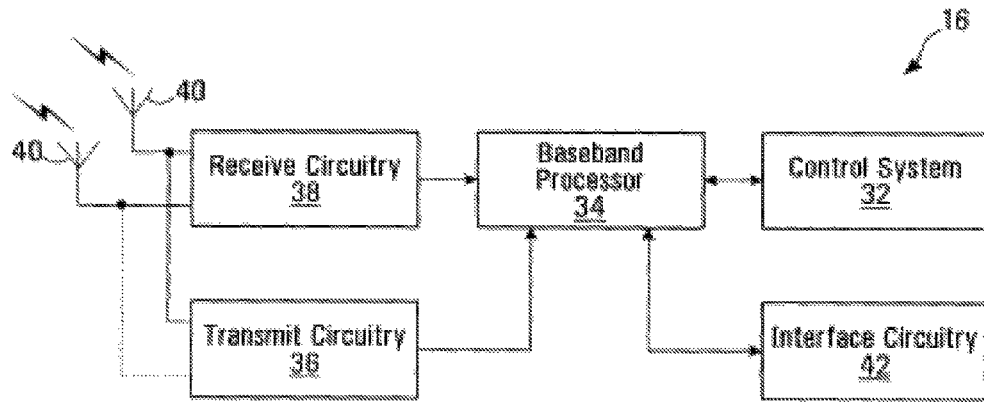 16
40
40
Receive Circuitry
38
Baseband
Processor
34
Control System
32
Transmit Circuitry
36
Interface Circuitry
42